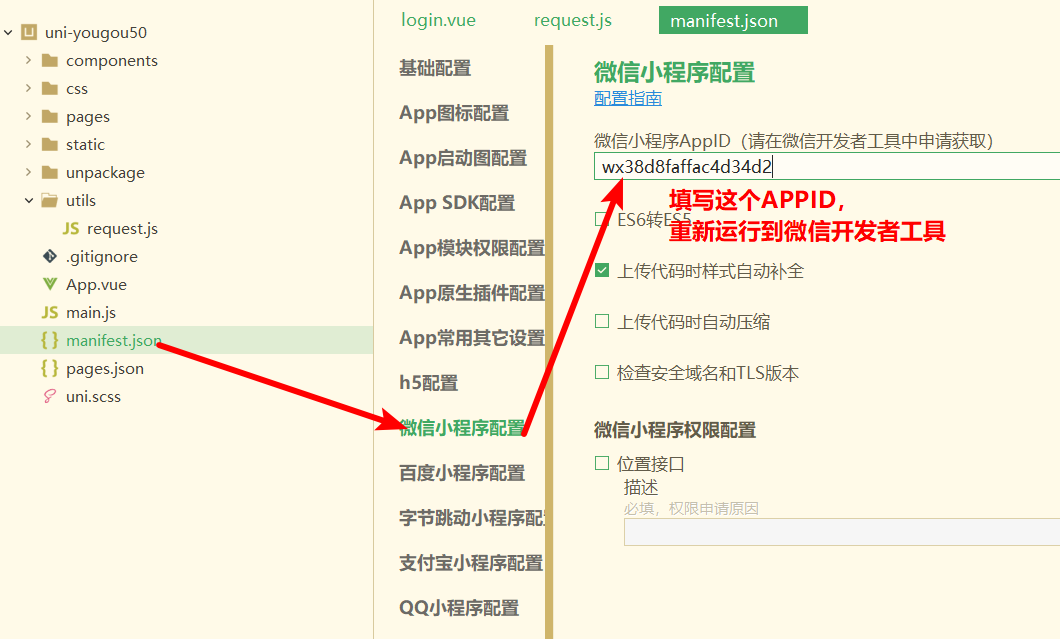 uni-yougou50
components
css
pages
static
unpackage
utils
JS request.js
.gitignore
App.vue
JS main.js
{ } manifest.json
{ } pages.json
uni.scss
login.vue
request.js
manifest.json
基础配置
App图标配置
App启动图配置
App SDK配置
App模块权限配置
App原生插件配置
App常用其它设置
h5配置
微信小程序配置
百度小程序配置
字节跳动小程序配
支付宝小程序配置
QQ小程序配置
微信小程序配置
配置指南
微信小程序AppID（请在微信开发者工具中申请获取）
wx38d8faffac4d34d2
填写这个APPID，
ES6转ES5
重新运行到微信开发者工具
上传代码时样式自动补全
上传代码时自动压缩
检查安全域名和TLS版本
微信小程序权限配置
位置接口
描述
必填，权限申请原因